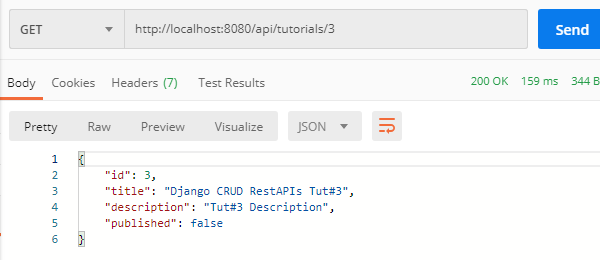 GET http://localhost:8080/api/tutorials/3 Send
Body Cookies Headers (7) Test Results 200 OK 159 ms 344 B
Pretty Raw Preview Visualize JSON
1 {
2 "id": 3,
3 "title": "Django CRUD RestAPIs Tut#3",
4 "description": "Tut#3 Description",
5 "published": false
6 }